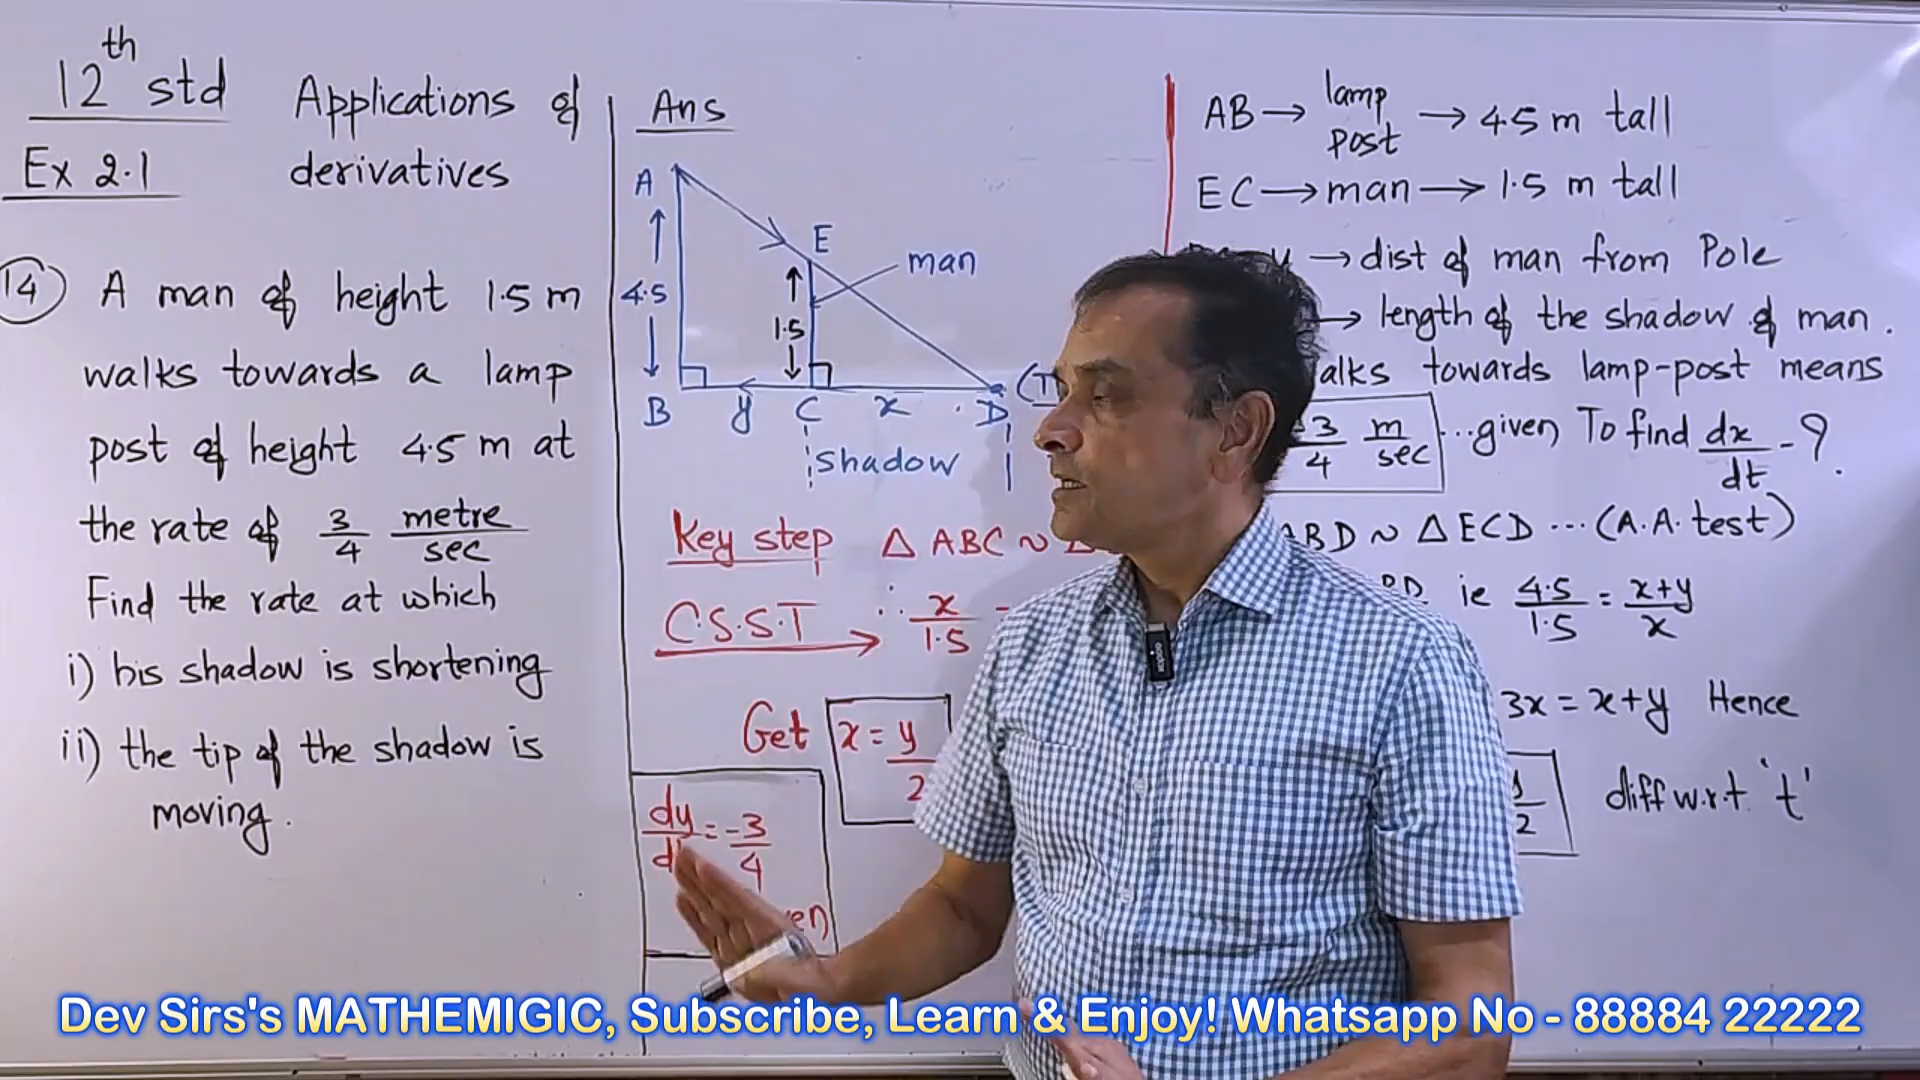 12th std
Applications of
derivatives
Ex 2.1
14 A man of height 1.5 m
walks towards a lamp
post of height 4.5 m at
the rate of 3/4 metre/sec
Find the rate at which
i) his shadow is shortening
ii) the tip of the shadow is
moving.
Ans
A
E
man
4.5
1.5
B y C x D (T
shadow
Key step △ ABC ~ △
C.S.S.T → ∴ x/1.5
Get x = y/2
dy = -3/4
AB → lamp post → 4.5 m tall
EC → man → 1.5 m tall
→ dist of man from Pole
→ length of the shadow of man.
towards lamp-post means
3/4 m/sec ...given To find dx/dt - ?
ABD ~ △ ECD ... (A.A. test)
ie 4.5/1.5 = x+y/x
3x = x+y Hence
2 diff w.r.t. 't'
Dev Sirs's MATHEMIGIC, Subscribe, Learn & Enjoy! Whatsapp No - 88884 22222